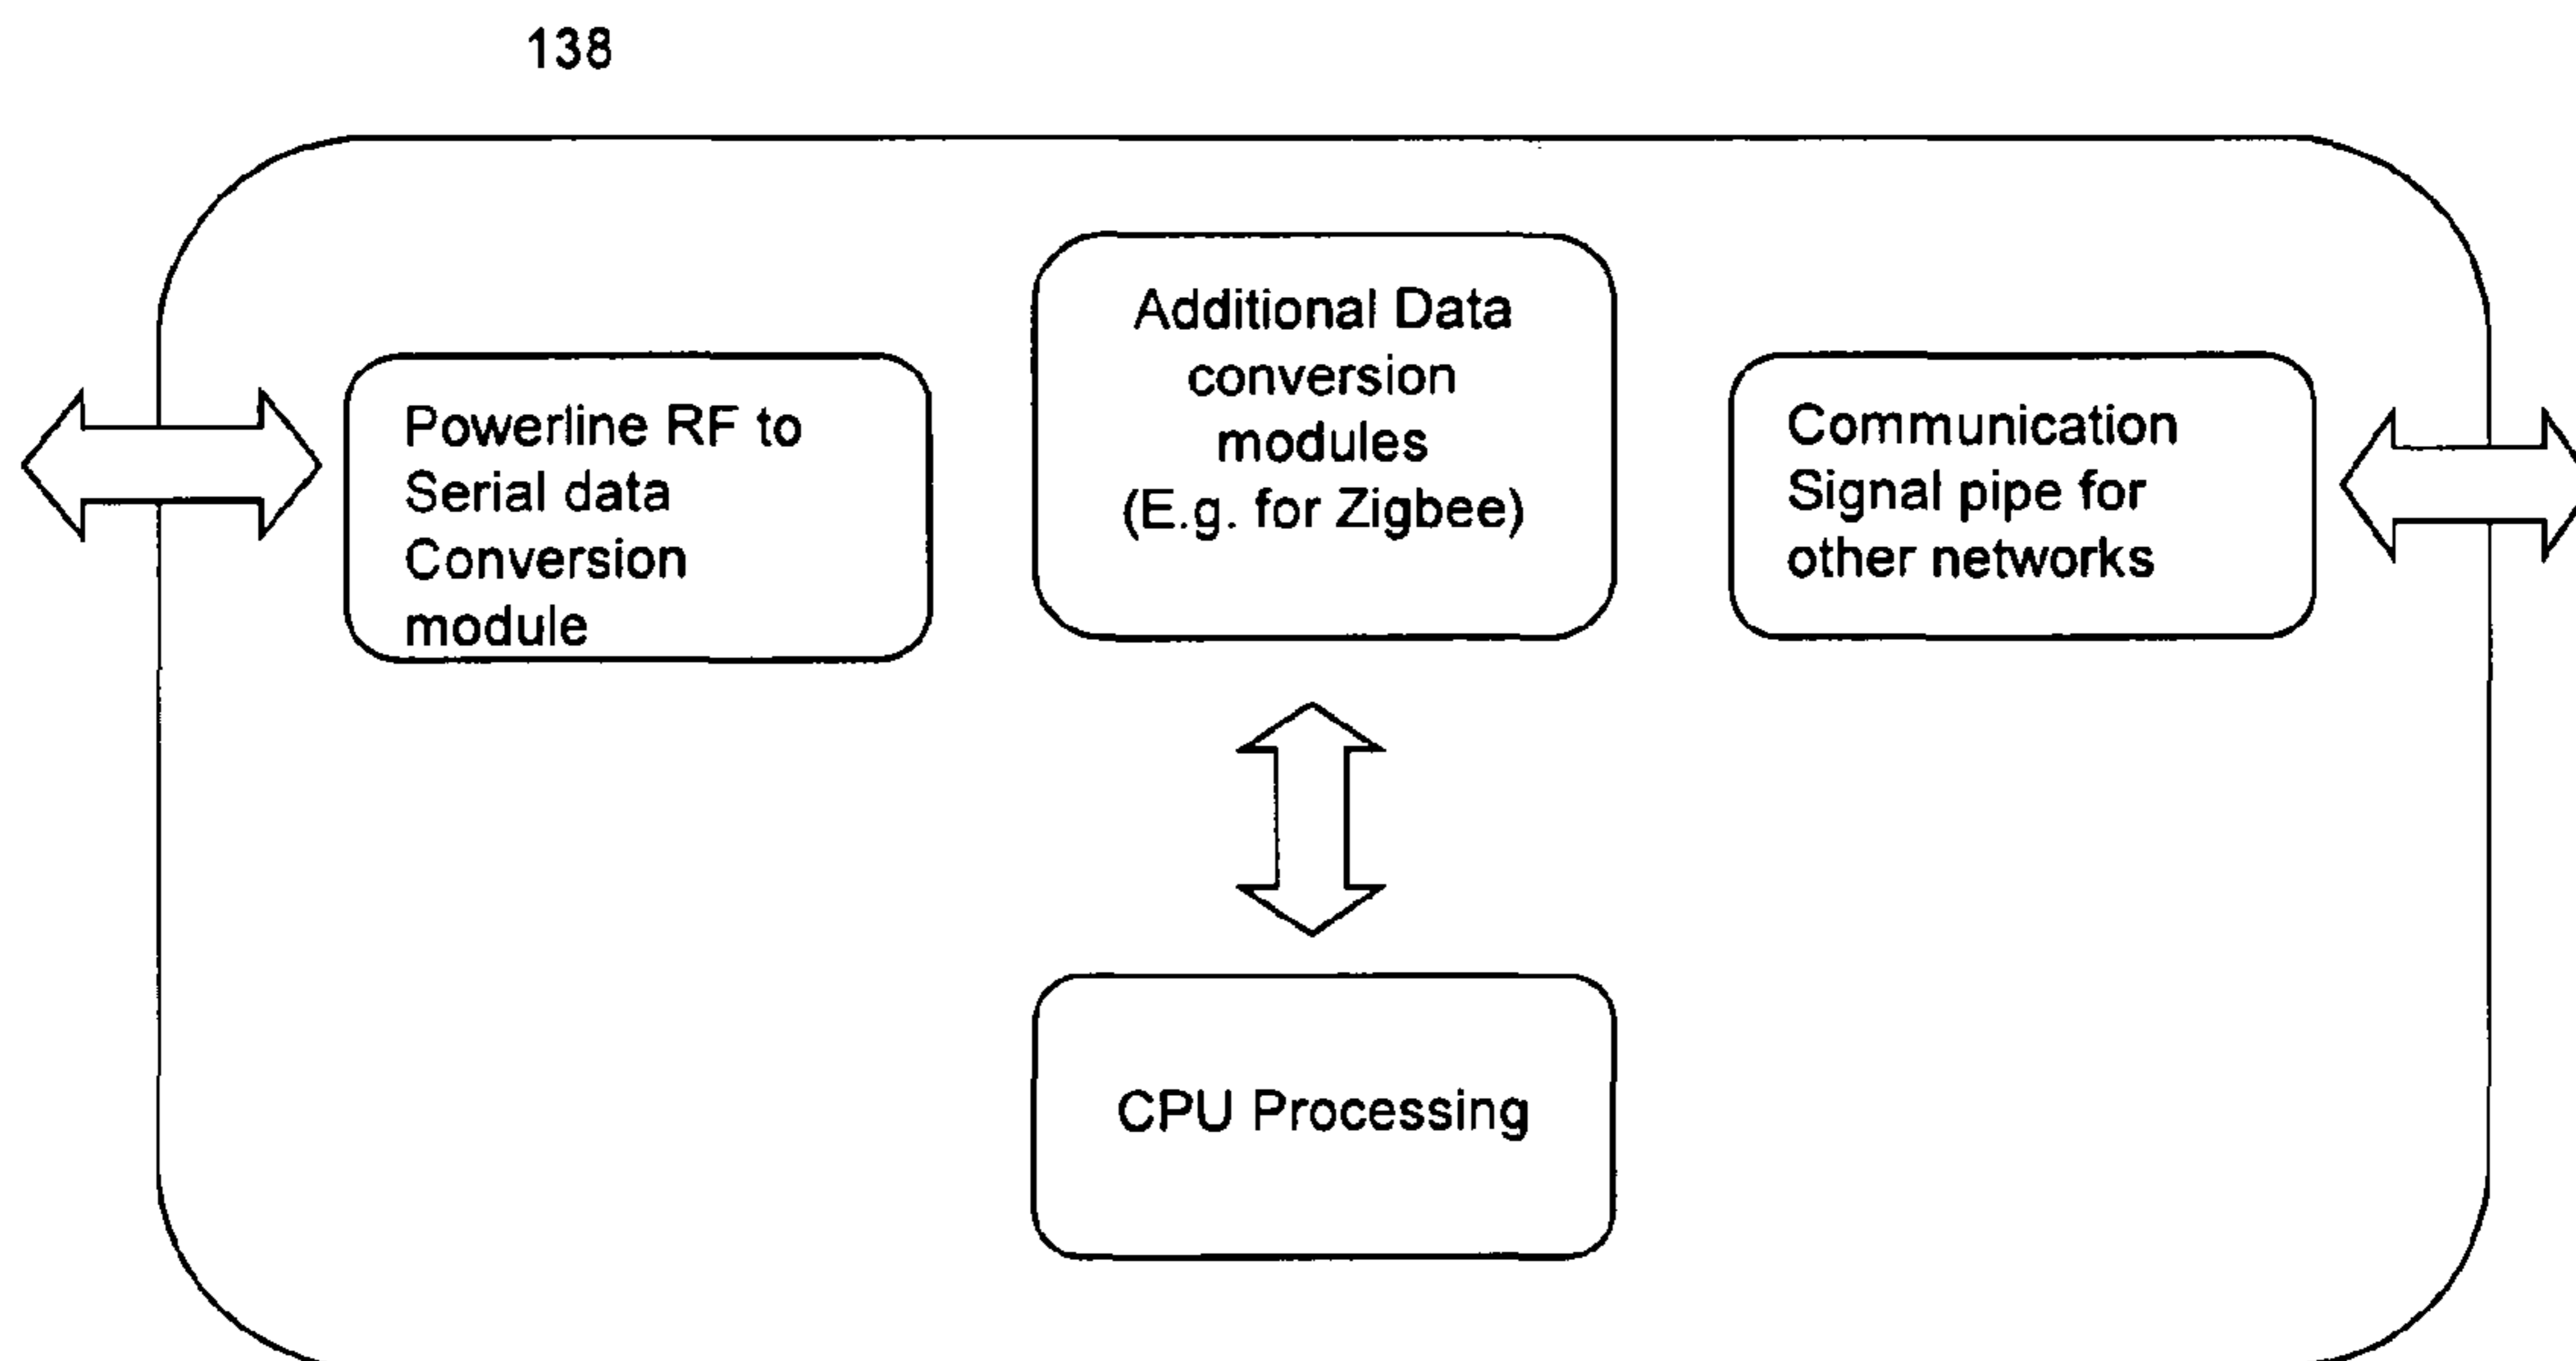 138
Powerline RF to
Serial data
Conversion
module
Additional Data
conversion
modules
(E.g. for Zigbee)
Communication
Signal pipe for
other networks
CPU Processing